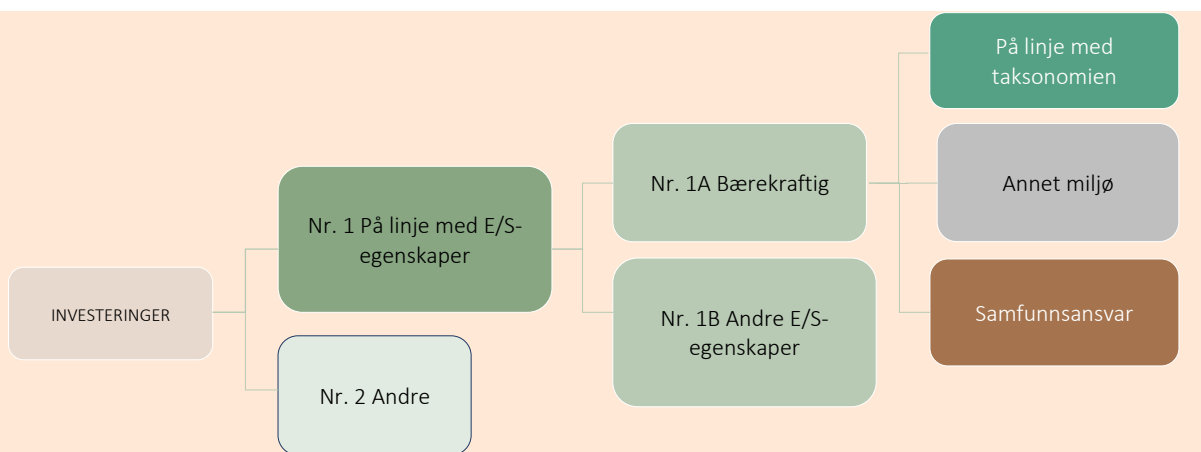 INVESTERINGER
Nr. 1 På linje med E/S-
egenskaper
Nr. 2 Andre
Nr. 1A Bærekraftig
Nr. 1B Andre E/S-
egenskaper
På linje med
taksonomien
Annet miljø
Samfunnsansvar